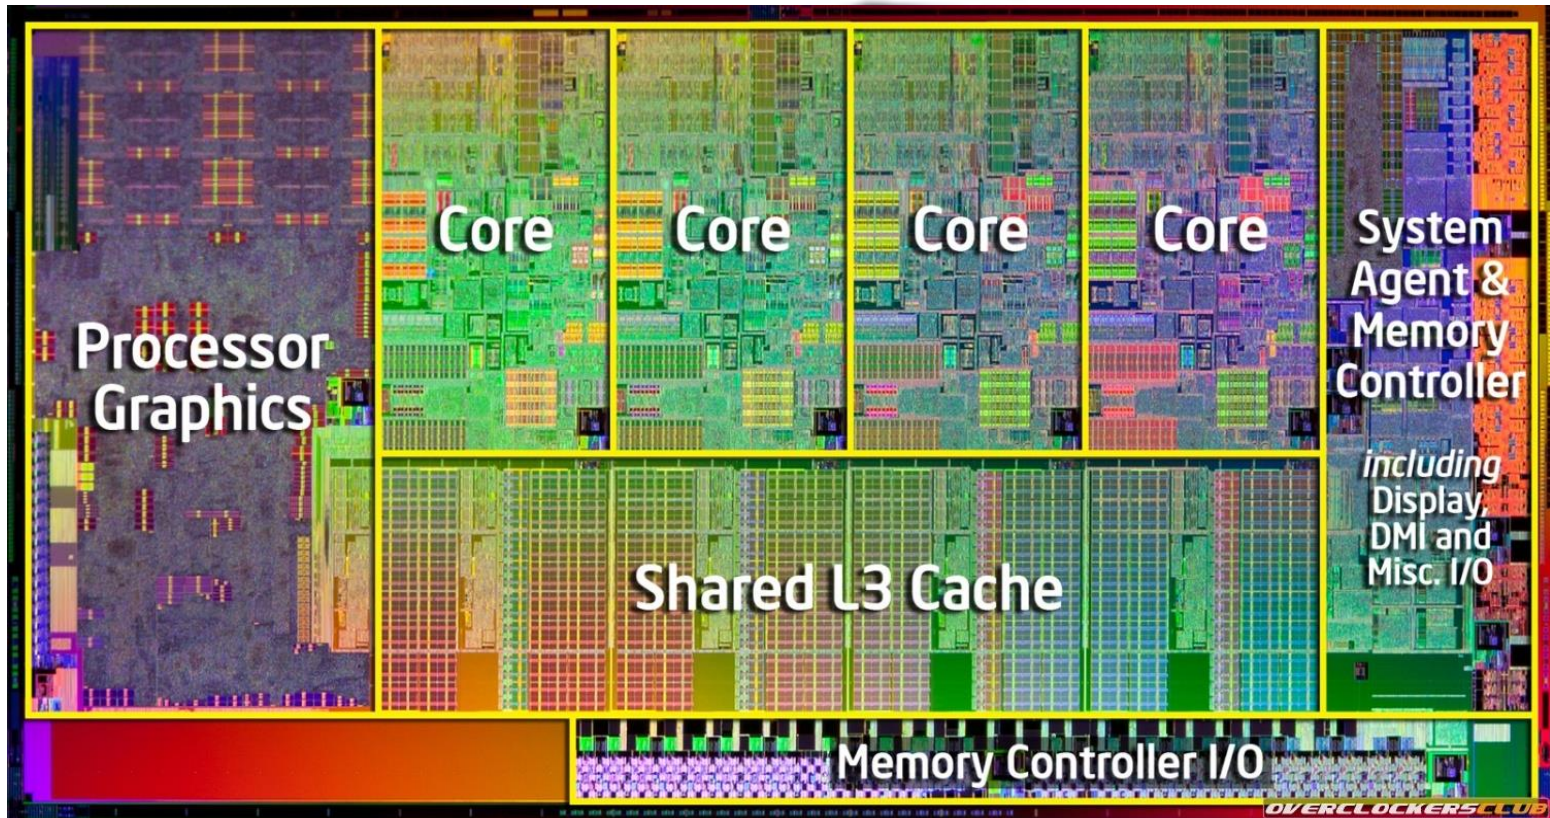 Core
Core
Core
Core
Processor
Graphics
System
Agent &
Memory
Controller
including
Display,
DMI and
Misc. I/O
Shared L3 Cache
Memory Controller I/O
OVERCLOCKERSCLUB